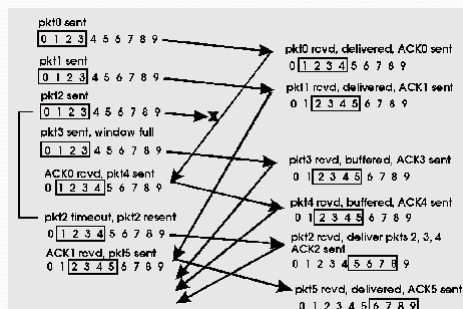 pkt0 sent
0 1 2 3 4 5 6 7 8 9
pkt1 sent
0 1 2 3 4 5 6 7 8 9
pkt2 sent
0 1 2 3 4 5 6 7 8 9
X
pkt3 sent, window full
0 1 2 3 4 5 6 7 8 9
ACK0 rcvd, pkt4 sent
0 1 2 3 4 5 6 7 8 9
pkt2 timeout, pkt2 resent
0 1 2 3 4 5 6 7 8 9
ACK1 rcvd, pkt5 sent
0 1 2 3 4 5 6 7 8 9
pkt0 rcvd, delivered, ACK0 sent
0 1 2 3 4 5 6 7 8 9
pkt1 rcvd, delivered, ACK1 sent
0 1 2 3 4 5 6 7 8 9
pkt3 rcvd, buffered, ACK3 sent
0 1 2 3 4 5 6 7 8 9
pkt4 rcvd, buffered, ACK4 sent
0 1 2 3 4 5 6 7 8 9
pkt2 rcvd, deliver pkts 2, 3, 4
ACK2 sent
0 1 2 3 4 5 6 7 8 9
pkt5 rcvd, delivered, ACK5 sent
0 1 2 3 4 5 6 7 8 9